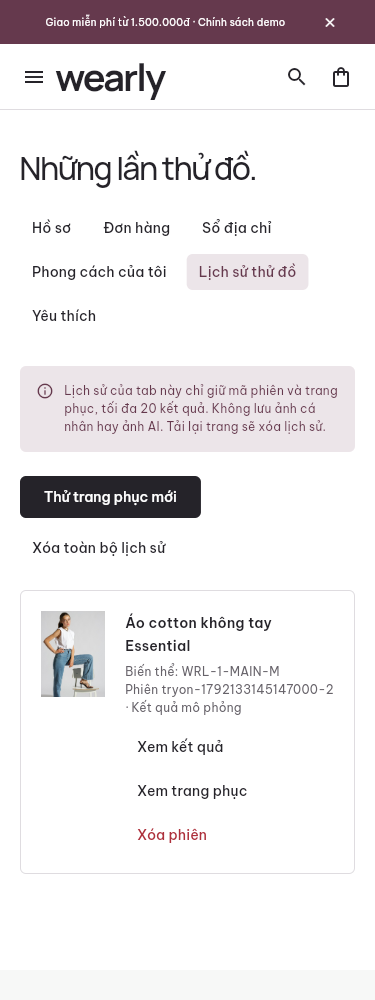 Giao miễn phí từ 1.500.000đ · Chính sách demo
wearly
Những lần thử đồ.
Hồ sơ
Đơn hàng
Sổ địa chỉ
Phong cách của tôi
Lịch sử thử đồ
Yêu thích
Lịch sử của tab này chỉ giữ mã phiên và trang
phục, tối đa 20 kết quả. Không lưu ảnh cá
nhân hay ảnh AI. Tải lại trang sẽ xóa lịch sử.
Thử trang phục mới
Xóa toàn bộ lịch sử
Áo cotton không tay
Essential
Biến thể: WRL-1-MAIN-M
Phiên tryon-1792133145147000-2
· Kết quả mô phỏng
Xem kết quả
Xem trang phục
Xóa phiên